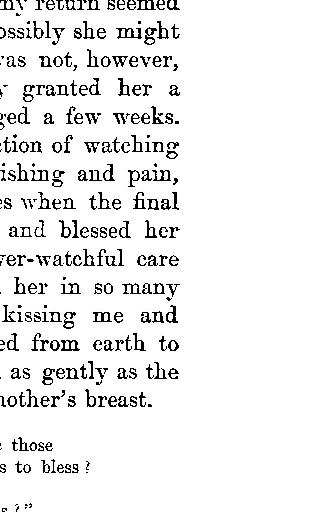 my return seemed
ossibly she might
as not, however,
granted her a
ged a few weeks.
ction of watching
ishing and pain,
es when the final
and blessed her
ver-watchful care
her in so many
kissing me and
ed from earth to
as gently as the
mother's breast.
those
s to bless?
s?"